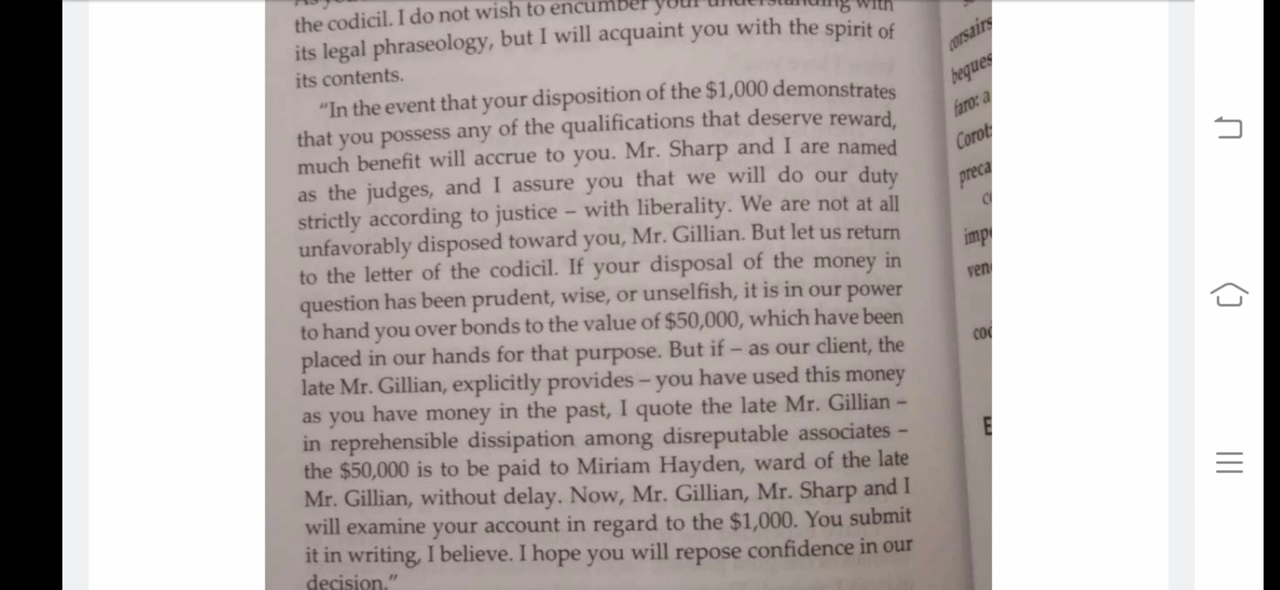 the codicil. I do not wish to encumber your understanding with
its legal phraseology, but I will acquaint you with the spirit of
its contents.
“In the event that your disposition of the $1,000 demonstrates
that you possess any of the qualifications that deserve reward,
much benefit will accrue to you. Mr. Sharp and I are named
as the judges, and I assure you that we will do our duty
strictly according to justice – with liberality. We are not at all
unfavorably disposed toward you, Mr. Gillian. But let us return
to the letter of the codicil. If your disposal of the money in
question has been prudent, wise, or unselfish, it is in our power
to hand you over bonds to the value of $50,000, which have been
placed in our hands for that purpose. But if – as our client, the
late Mr. Gillian, explicitly provides – you have used this money
as you have money in the past, I quote the late Mr. Gillian –
in reprehensible dissipation among disreputable associates –
the $50,000 is to be paid to Miriam Hayden, ward of the late
Mr. Gillian, without delay. Now, Mr. Gillian, Mr. Sharp and I
will examine your account in regard to the $1,000. You submit
it in writing, I believe. I hope you will repose confidence in our
decision.”
corsairs
beques
faro: a
Corot
preca
impe
ven
coc
E